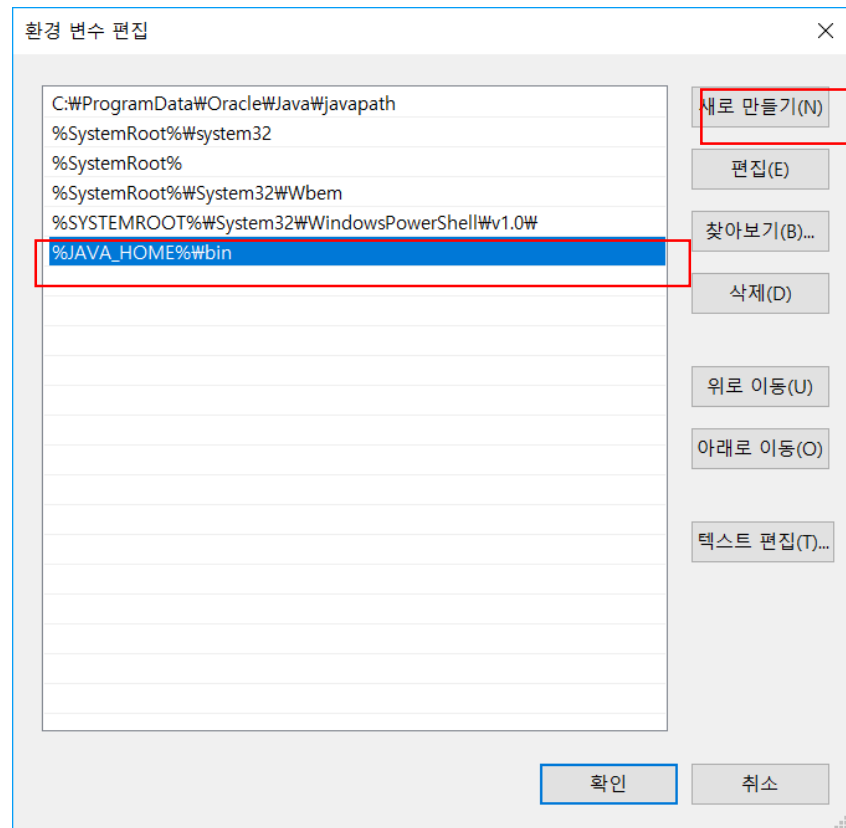 환경 변수 편집
C:₩ProgramData₩Oracle₩Java₩javapath
%SystemRoot%₩system32
%SystemRoot%
%SystemRoot%₩System32₩Wbem
%SYSTEMROOT%₩System32₩WindowsPowerShell₩v1.0₩
%JAVA_HOME%₩bin
새로 만들기(N)
편집(E)
찾아보기(B)...
삭제(D)
위로 이동(U)
아래로 이동(O)
텍스트 편집(T)...
확인
취소